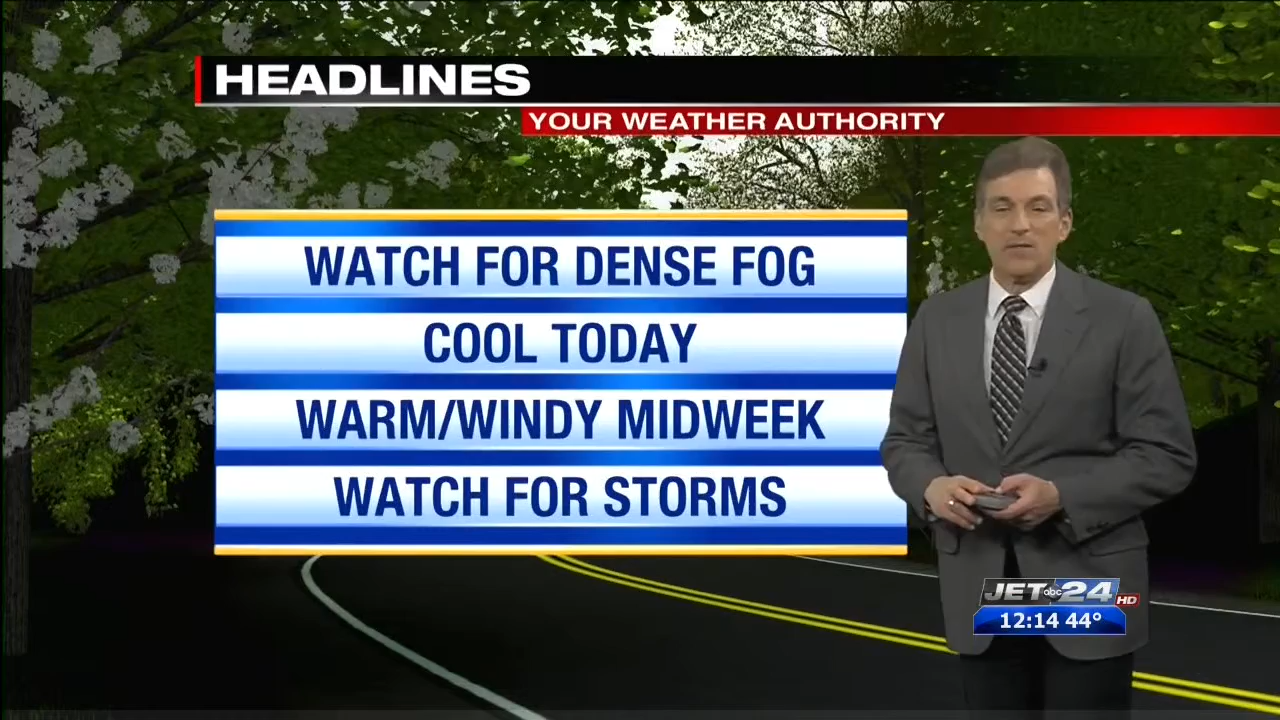 HEADLINES
YOUR WEATHER AUTHORITY
WATCH FOR DENSE FOG
COOL TODAY
WARM/WINDY MIDWEEK
WATCH FOR STORMS
JET abc 24 HD
12:14 44°